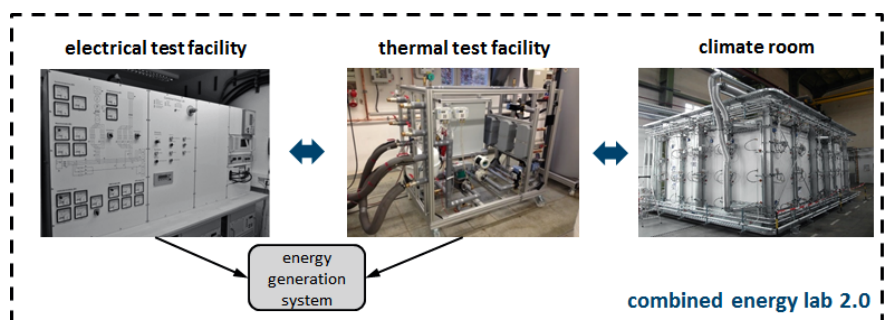 electrical test facility
thermal test facility
climate room
energy
generation
system
combined energy lab 2.0